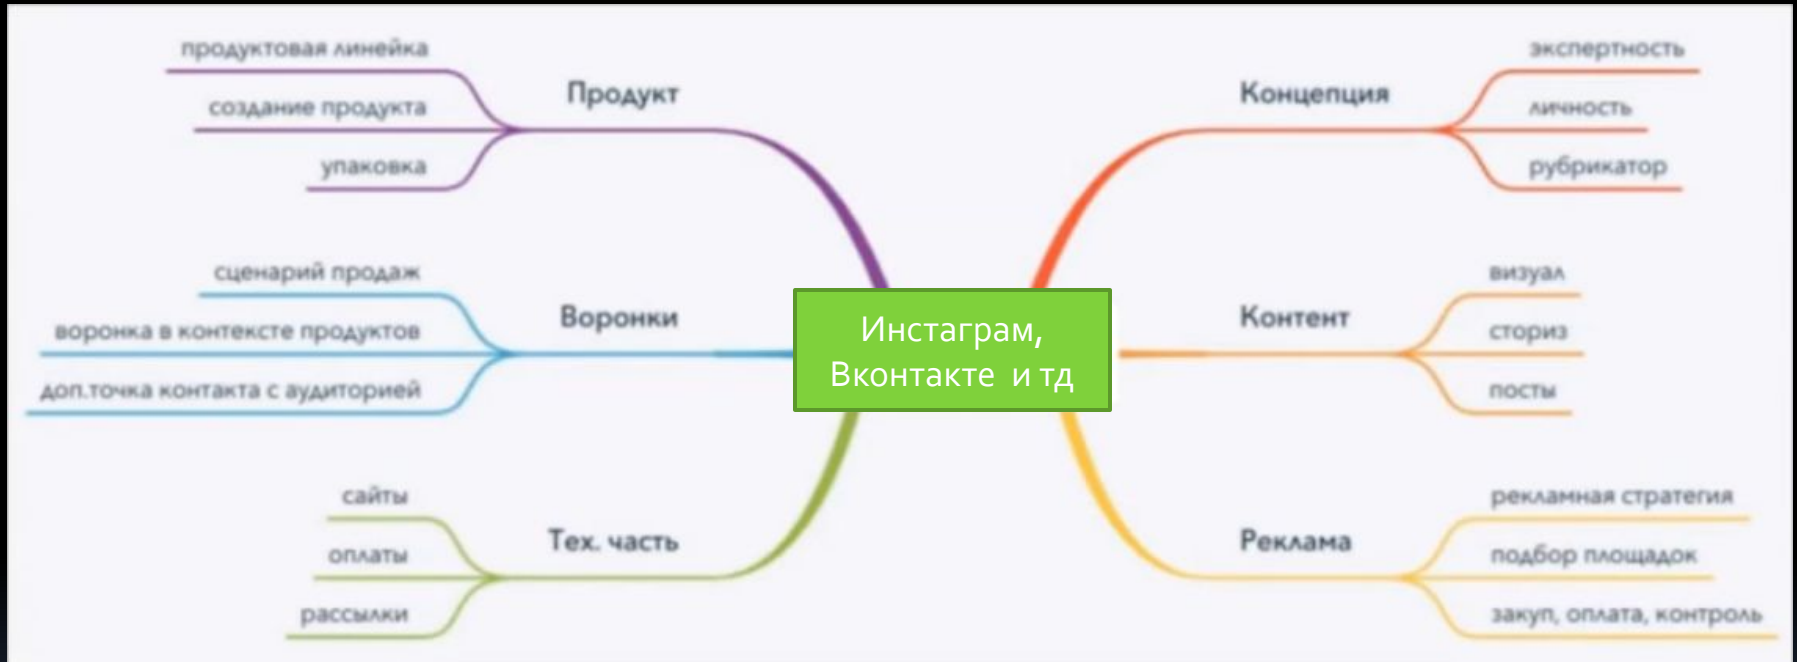 продуктовая линейка
создание продукта
упаковка
Продукт
сценарий продаж
воронка в контексте продуктов
доп.точка контакта с аудиторией
Воронки
сайты
оплаты
рассылки
Тех. часть
Инстаграм,
Вконтакте и тд
Концепция
экспертность
личность
рубрикатор
Контент
визуал
сториз
посты
Реклама
рекламная стратегия
подбор площадок
закуп, оплата, контроль